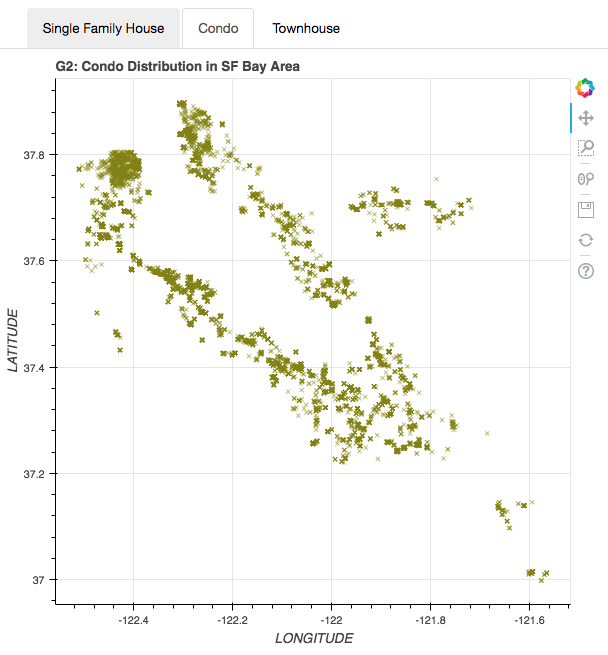 Single Family House
Condo
Townhouse
G2: Condo Distribution in SF Bay Area
37.8
37.6
37.4
37.2
37
LATITUDE
-122.4
-122.2
-122
-121.8
-121.6
LONGITUDE